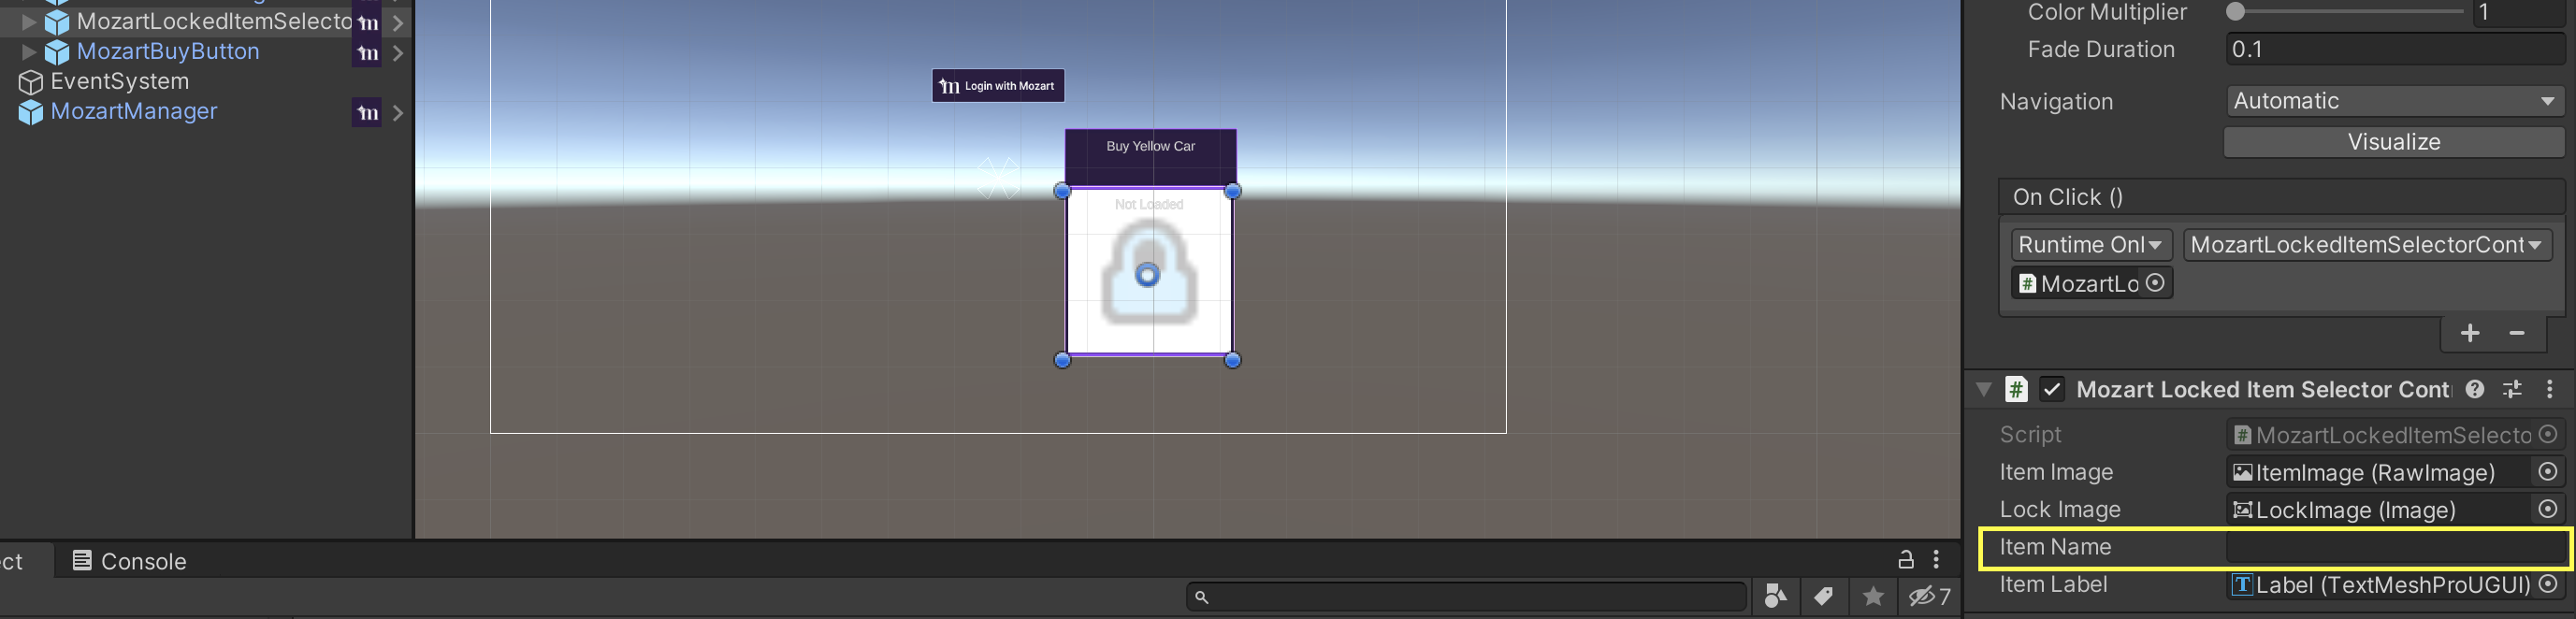 MozartLockedItemSelecto
MozartBuyButton
EventSystem
MozartManager
m Login with Mozart
Buy Yellow Car
Not Loaded
Color Multiplier 1
Fade Duration 0.1
Navigation Automatic
Visualize
On Click ()
Runtime Onl MozartLockedItemSelectorCont
# MozartLo
# Mozart Locked Item Selector Cont
Script # MozartLockedItemSelecto
Item Image ItemImage (RawImage)
Lock Image LockImage (Image)
Item Name
Item Label T Label (TextMeshProUGUI)
ct Console
7